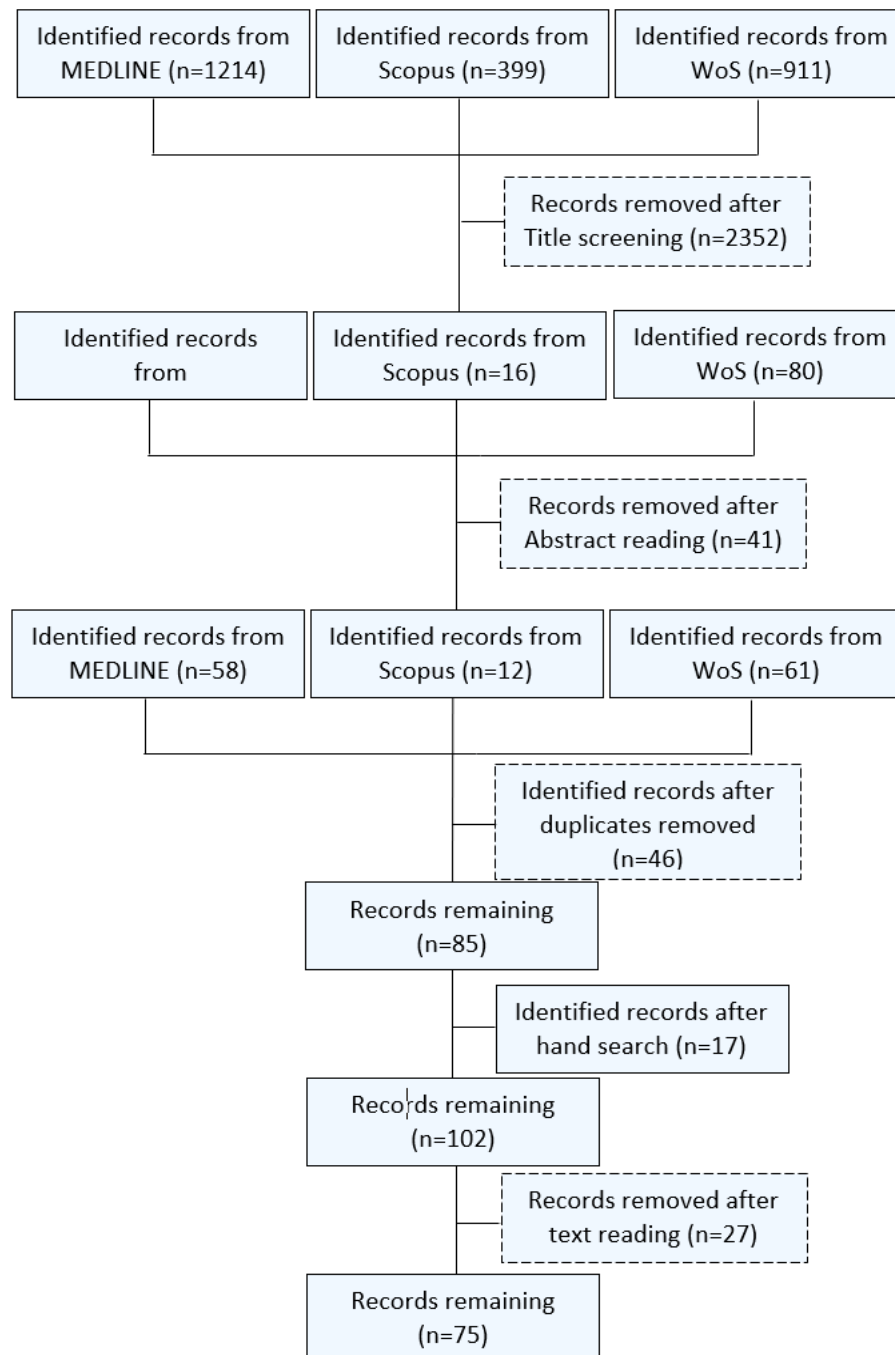 Identified records from
MEDLINE (n=1214)
Identified records from
Scopus (n=399)
Identified records from
WoS (n=911)
Records removed after
Title screening (n=2352)
Identified records
from
Identified records from
Scopus (n=16)
Identified records from
WoS (n=80)
Records removed after
Abstract reading (n=41)
Identified records from
MEDLINE (n=58)
Identified records from
Scopus (n=12)
Identified records from
WoS (n=61)
Identified records after
duplicates removed
(n=46)
Records remaining
(n=85)
Identified records after
hand search (n=17)
Records remaining
(n=102)
Records removed after
text reading (n=27)
Records remaining
(n=75)